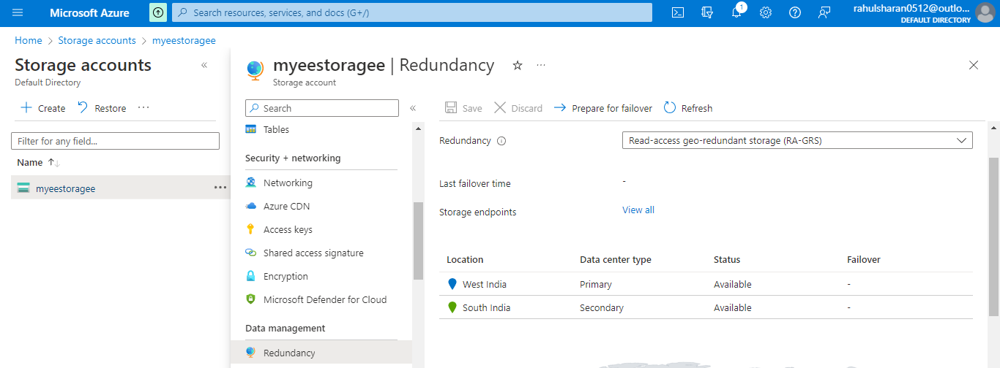 Microsoft Azure
Search resources, services, and docs (G+/)
1
rahulsharan0512@outlo...
DEFAULT DIRECTORY
Home > Storage accounts > myeestoragee
Storage accounts «
Default Directory
+ Create Restore ...
Filter for any field...
Name ↑↓
myeestoragee ...
myeestoragee | Redundancy ...
Storage account
Search «
Tables
Security + networking
Networking
Azure CDN
Access keys
Shared access signature
Encryption
Microsoft Defender for Cloud
Data management
Redundancy
Save Discard Prepare for failover Refresh
Redundancy Read-access geo-redundant storage (RA-GRS)
Last failover time -
Storage endpoints View all
Location Data center type Status Failover
West India Primary Available -
South India Secondary Available -